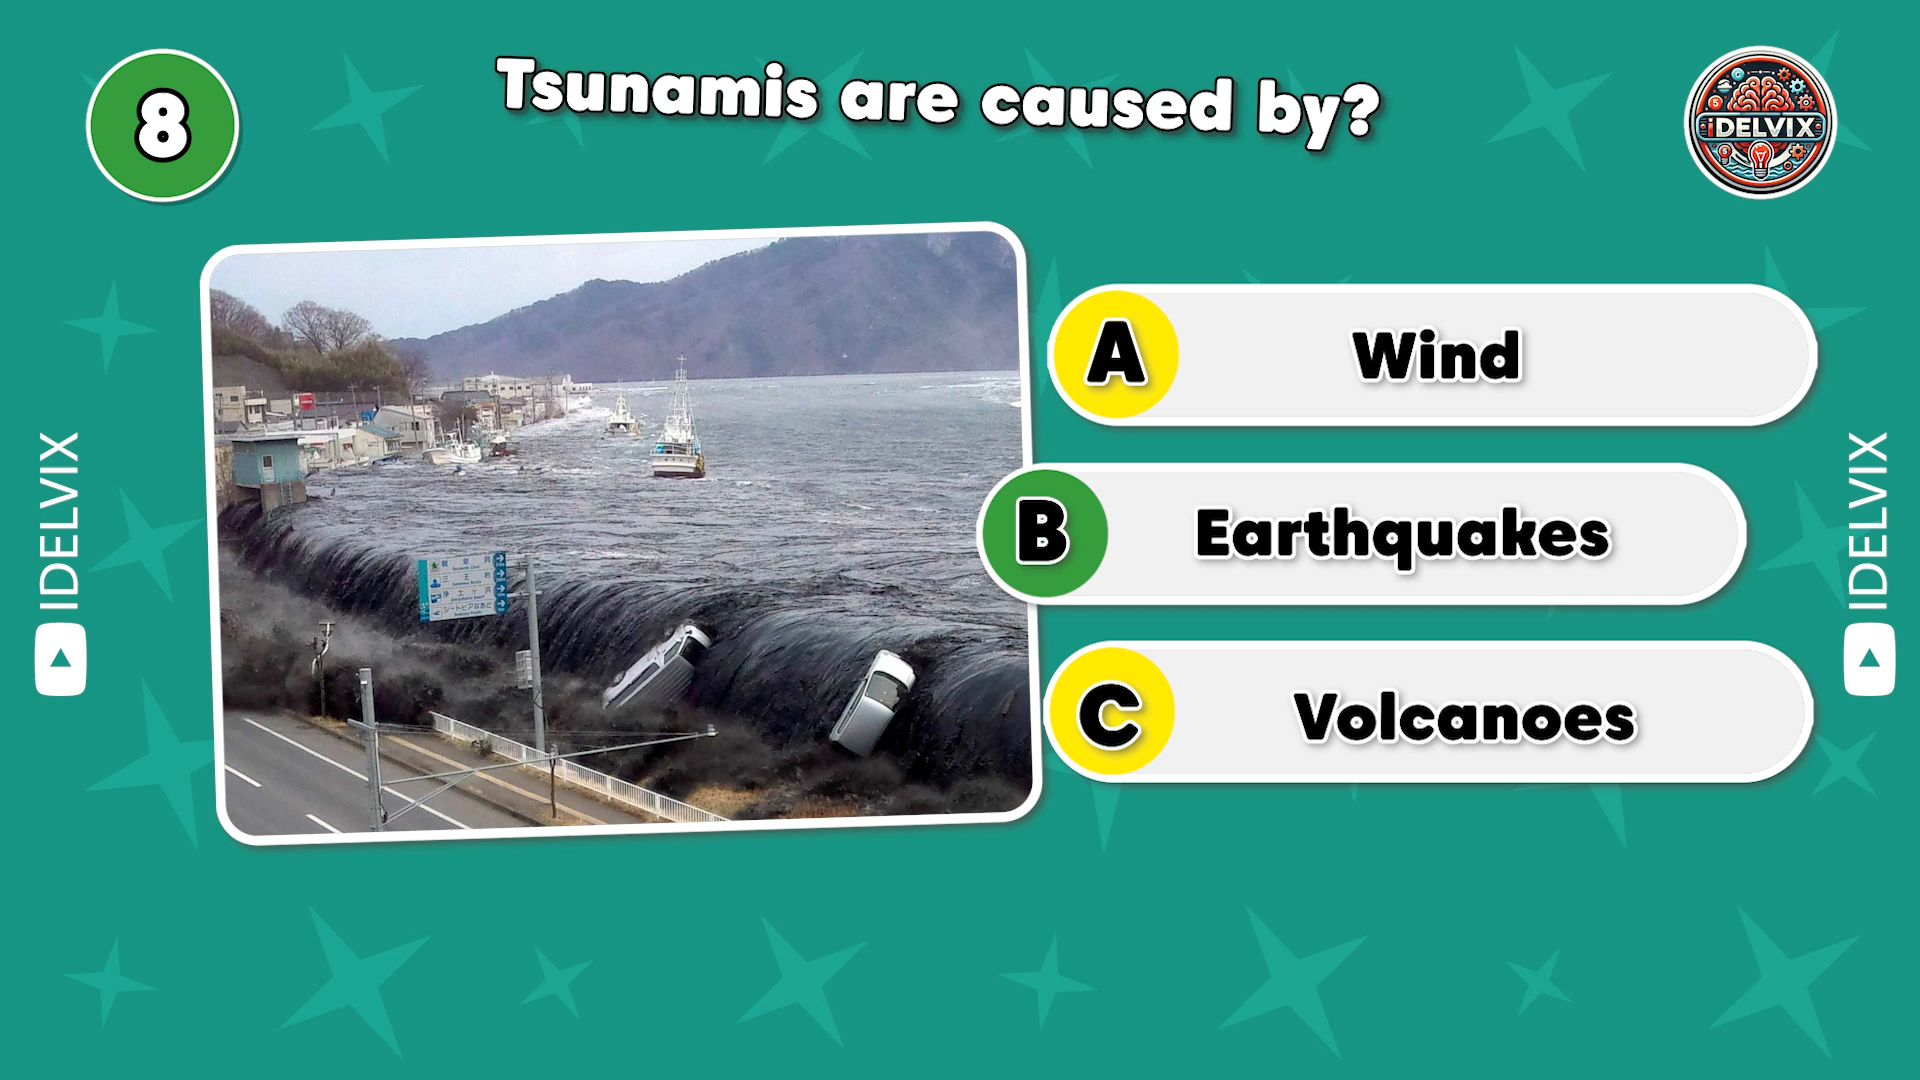 8
Tsunamis are caused by?
iDELVIX
A
Wind
B
Earthquakes
C
Volcanoes
IDELVIX
IDELVIX